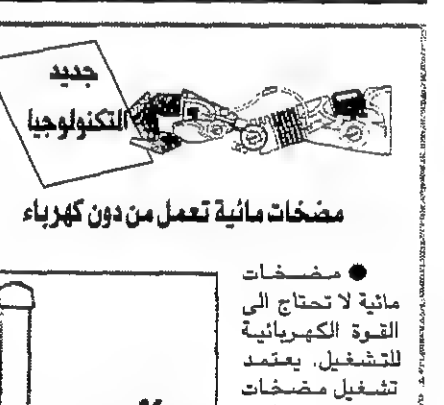 جديد
التكنولوجيا
مضخات مائية تعمل من دون كهرباء
● مضخات
مائية لا تحتاج الى
القوة الكهربائية
للتشغيل. يعتمد
تشغيل مضخات